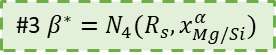 #3 β* = N₄(Rₛ, x^α_{Mg/Si})